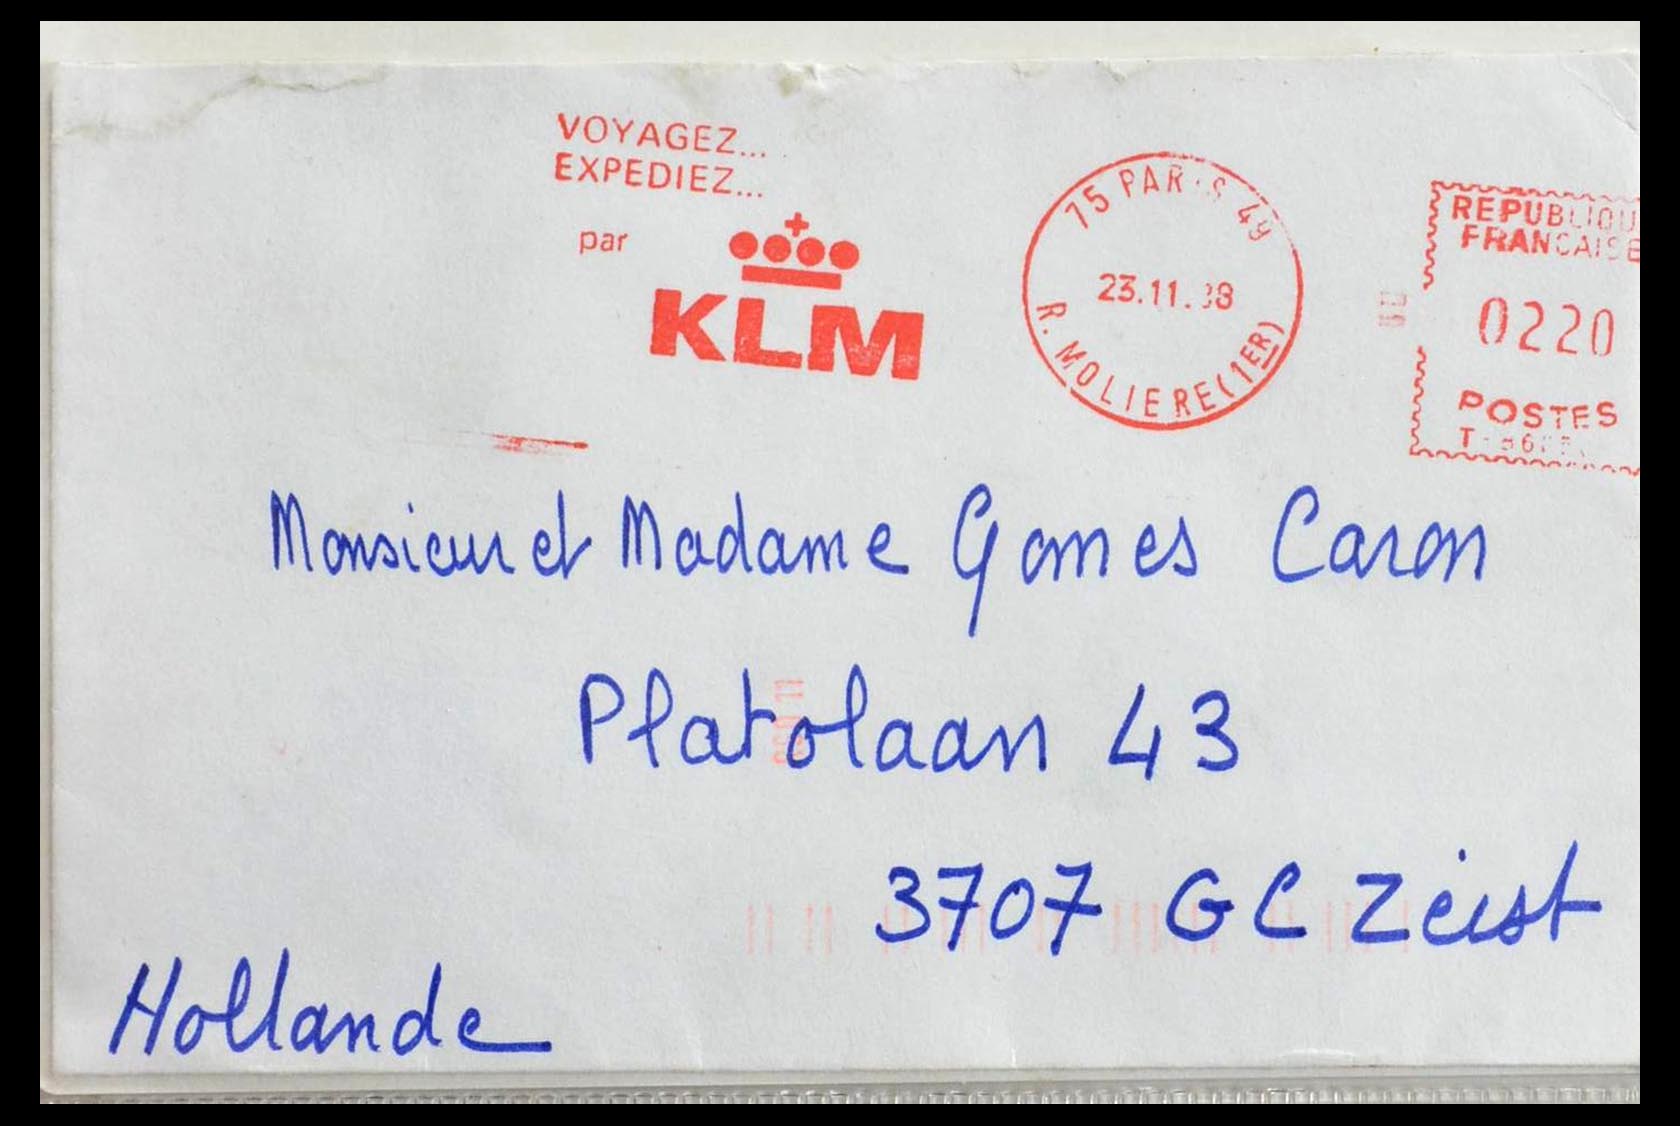 VOYAGEZ...
EXPEDIEZ...
par
KLM
75 PARIS 49
23.11.88
R. MOLIERE (1ER)
REPUBLIQU
FRANCAISE
0220
POSTES
Monsieur et Madame Gomes Caron
Platolaan 43
3707 GC Zeist
Hollande